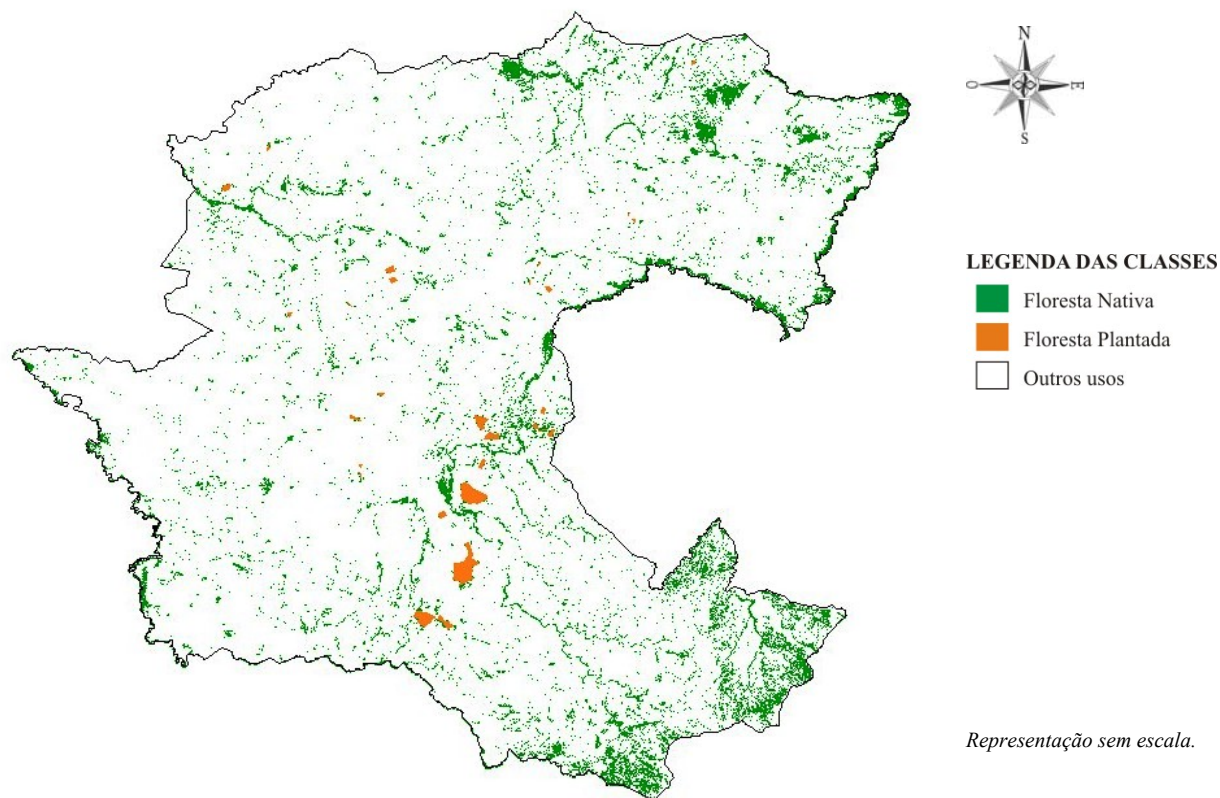 N
O
E
S
LEGENDA DAS CLASSES
Floresta Nativa
Floresta Plantada
Outros usos
Representação sem escala.